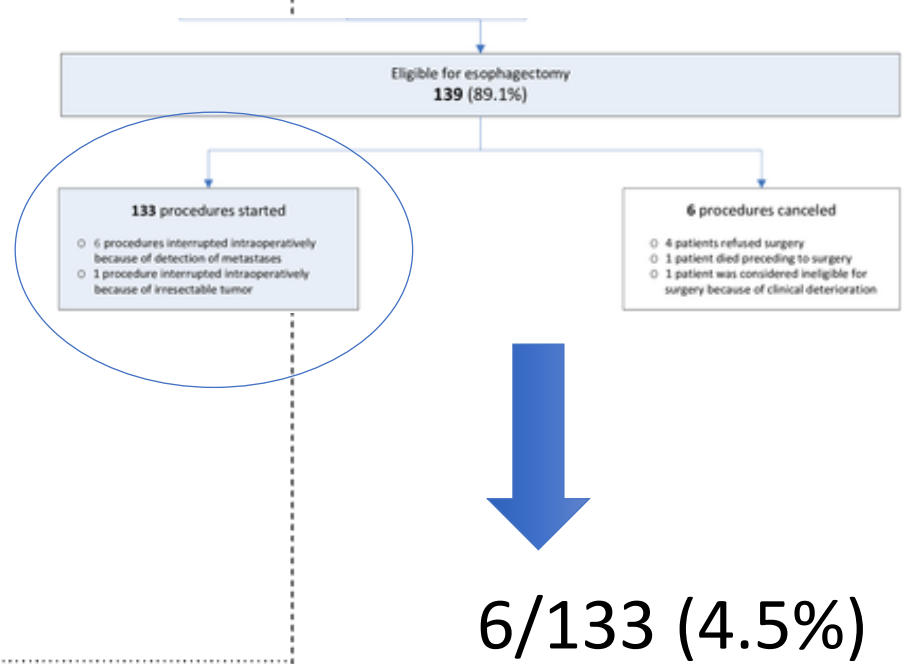 Eligible for esophagectomy
139 (89.1%)
133 procedures started
○ 6 procedures interrupted intraoperatively
because of detection of metastases
○ 1 procedure interrupted intraoperatively
because of irresectable tumor
6 procedures canceled
○ 4 patients refused surgery
○ 1 patient died preceding to surgery
○ 1 patient was considered ineligible for
surgery because of clinical deterioration
6/133 (4.5%)